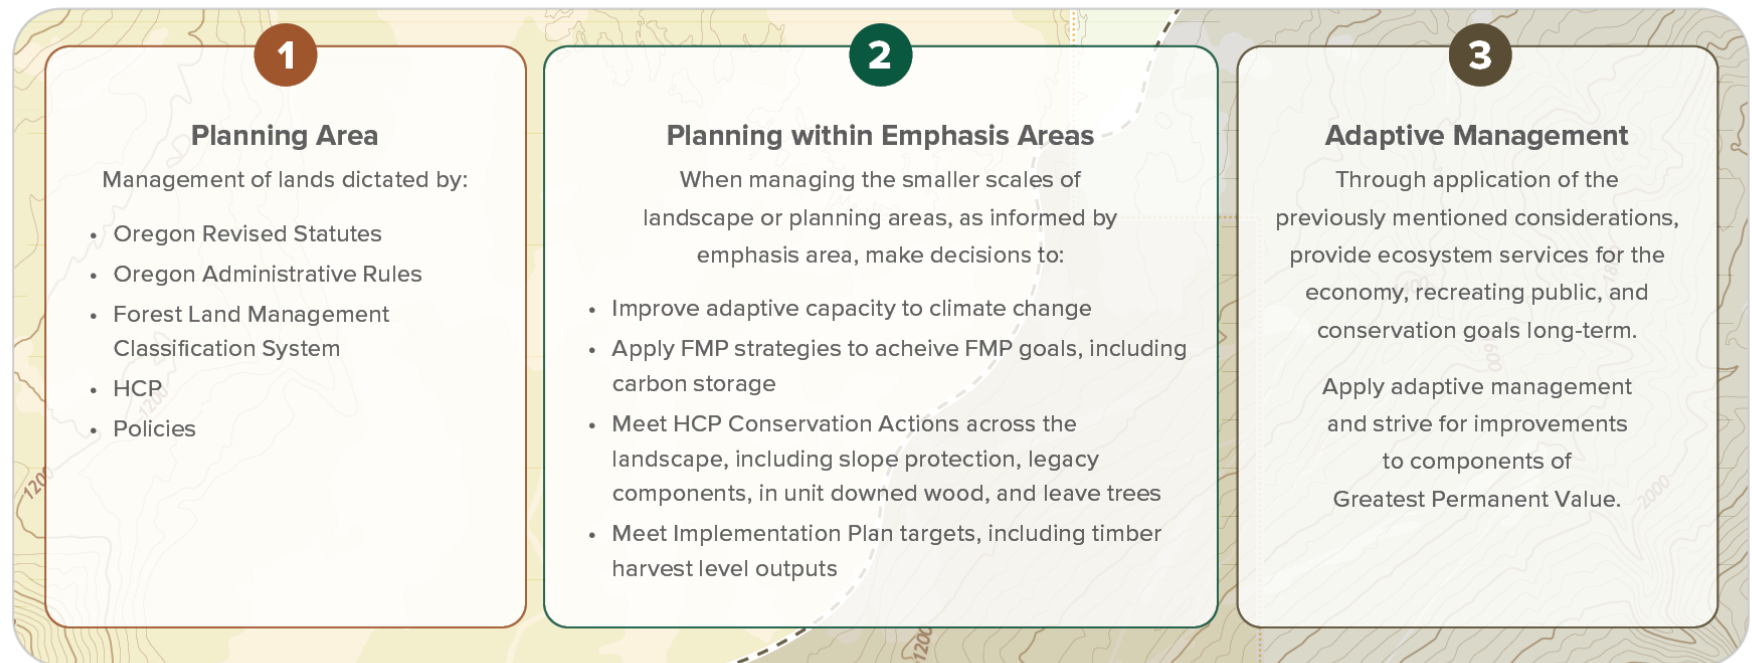 1
Planning Area
Management of lands dictated by:
• Oregon Revised Statutes
• Oregon Administrative Rules
• Forest Land Management
Classification System
• HCP
• Policies
2
Planning within Emphasis Areas
When managing the smaller scales of
landscape or planning areas, as informed by
emphasis area, make decisions to:
• Improve adaptive capacity to climate change
• Apply FMP strategies to acheive FMP goals, including
carbon storage
• Meet HCP Conservation Actions across the
landscape, including slope protection, legacy
components, in unit downed wood, and leave trees
• Meet Implementation Plan targets, including timber
harvest level outputs
3
Adaptive Management
Through application of the
previously mentioned considerations,
provide ecosystem services for the
economy, recreating public, and
conservation goals long-term.
Apply adaptive management
and strive for improvements
to components of
Greatest Permanent Value.
1200
1200
1200
1600
2000